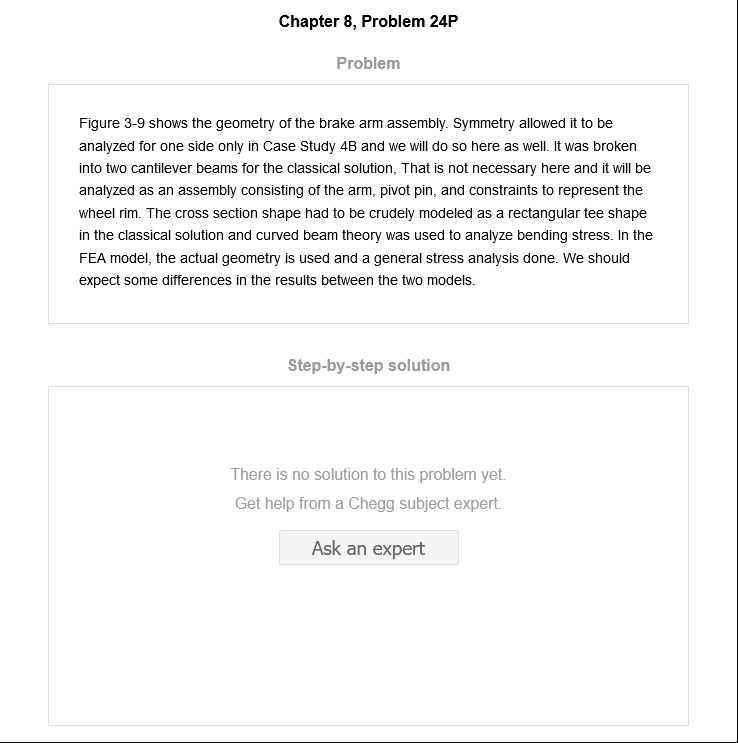 Chapter 8, Problem 24P
Problem
Figure 3-9 shows the geometry of the brake arm assembly. Symmetry allowed it to be
analyzed for one side only in Case Study 4B and we will do so here as well. It was broken
into two cantilever beams for the classical solution, That is not necessary here and it will be
analyzed as an assembly consisting of the arm, pivot pin, and constraints to represent the
wheel rim. The cross section shape had to be crudely modeled as a rectangular tee shape
in the classical solution and curved beam theory was used to analyze bending stress. In the
FEA model, the actual geometry is used and a general stress analysis done. We should
expect some differences in the results between the two models.
Step-by-step solution
There is no solution to this problem yet.
Get help from a Chegg subject expert.
Ask an expert